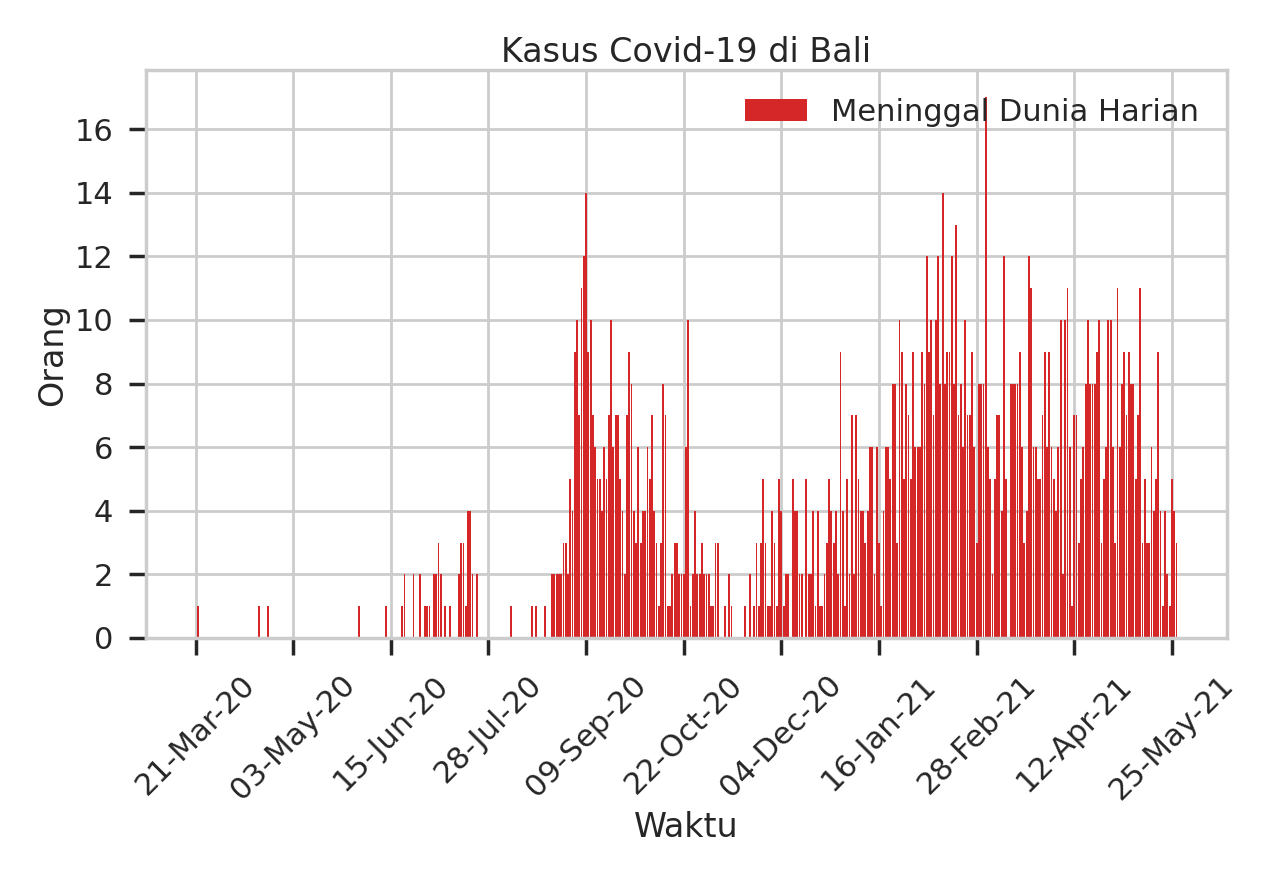 Kasus Covid-19 di Bali
Meninggal Dunia Harian
Orang
16
14
12
10
8
6
4
2
0
21-Mar-20
03-May-20
15-Jun-20
28-Jul-20
09-Sep-20
22-Oct-20
04-Dec-20
16-Jan-21
28-Feb-21
12-Apr-21
25-May-21
Waktu